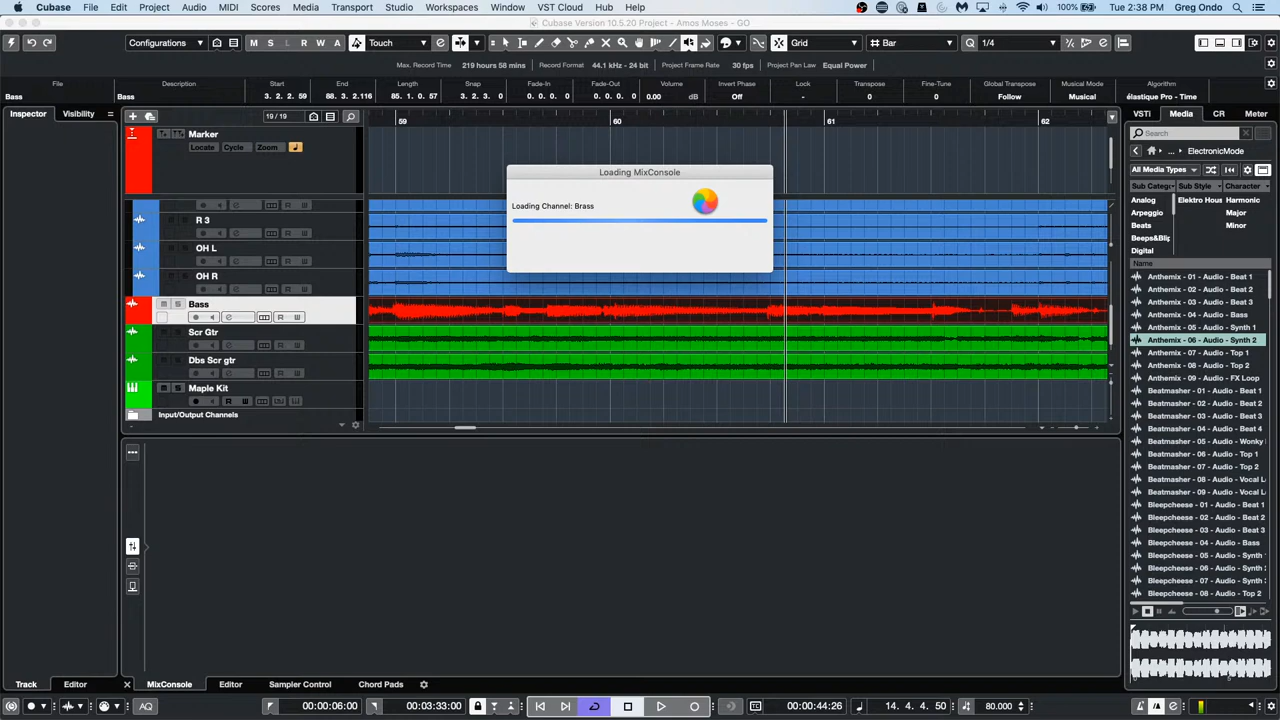 Cubase File Edit Project Audio MIDI Scores Media Transport Studio Workspaces Window VST Cloud Hub Help 100% Tue 2:38 PM Greg Ondo
Cubase Version 10.5.20 Project - Amos Moses - GO
Configurations M S L R W A Touch Grid Bar Q 1/4
Max. Record Time 219 hours 58 mins Record Format 44.1 kHz - 24 bit Project Frame Rate 30 fps Project Pan Law Equal Power
File Description Start End Length Snap Fade-In Fade-Out Volume Invert Phase Lock Transpose Fine-Tune Global Transpose Musical Mode Algorithm
Bass Bass 3. 2. 2. 59 88. 3. 2.116 85. 1. 0. 57 3. 2. 3. 0 0. 0. 0. 0 0. 0. 0. 0 0.00 dB Off - 0 0 Follow Musical élastique Pro - Time
Inspector Visibility
19 / 19
59 60 61 62
Marker
Locate Cycle Zoom
R 3
OH L
OH R
Bass
Scr Gtr
Dbs Scr gtr
Maple Kit
R W
Input/Output Channels
Loading MixConsole
Loading Channel: Brass
VSTi Media CR Meter
Search
... ElectronicMode
All Media Types
Sub Categ Sub Style Character
Analog Elektro Hous Harmonic
Arpeggio Major
Beats Minor
Beeps&Blip
Digital
Name
Anthemix - 01 - Audio - Beat 1
Anthemix - 02 - Audio - Beat 2
Anthemix - 03 - Audio - Beat 3
Anthemix - 04 - Audio - Bass
Anthemix - 05 - Audio - Synth 1
Anthemix - 06 - Audio - Synth 2
Anthemix - 07 - Audio - Top 1
Anthemix - 08 - Audio - Top 2
Anthemix - 09 - Audio - FX Loop
Beatmasher - 01 - Audio - Beat 1
Beatmasher - 02 - Audio - Beat 2
Beatmasher - 03 - Audio - Beat 3
Beatmasher - 04 - Audio - Beat 4
Beatmasher - 05 - Audio - Wonky
Beatmasher - 06 - Audio - Top 1
Beatmasher - 07 - Audio - Top 2
Beatmasher - 08 - Audio - Vocal L
Beatmasher - 09 - Audio - Vocal L
Bleepcheese - 01 - Audio - Beat 1
Bleepcheese - 02 - Audio - Beat 2
Bleepcheese - 03 - Audio - Beat 3
Bleepcheese - 04 - Audio - Bass
Bleepcheese - 05 - Audio - Synth
Bleepcheese - 06 - Audio - Synth
Bleepcheese - 07 - Audio - Top 1
Bleepcheese - 08 - Audio - Top 2
Track Editor MixConsole Editor Sampler Control Chord Pads
AQ 00:00:06:00 00:03:33:00 00:00:44:26 14. 4. 4. 50 80.000